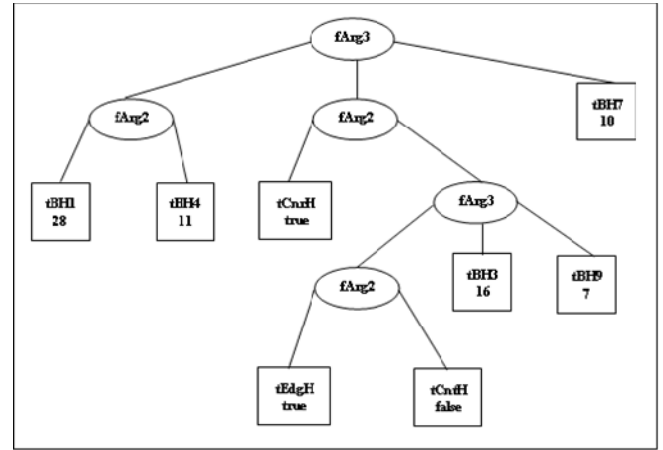 fArg3
fArg2
fArg2
tBH7
10
tBH1
28
tBH4
11
tCnrH
true
fArg3
fArg2
tBH3
16
tBH9
7
tEdgH
true
tCntH
false